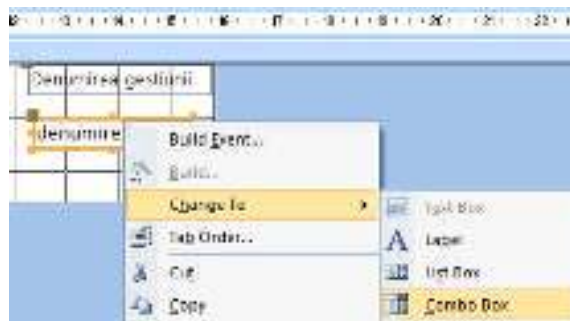 Denumirea gestiunii
denumire
Build Event...
Build...
Change To
Tab Order...
Cut
Copy
Text Box
Label
List Box
Combo Box